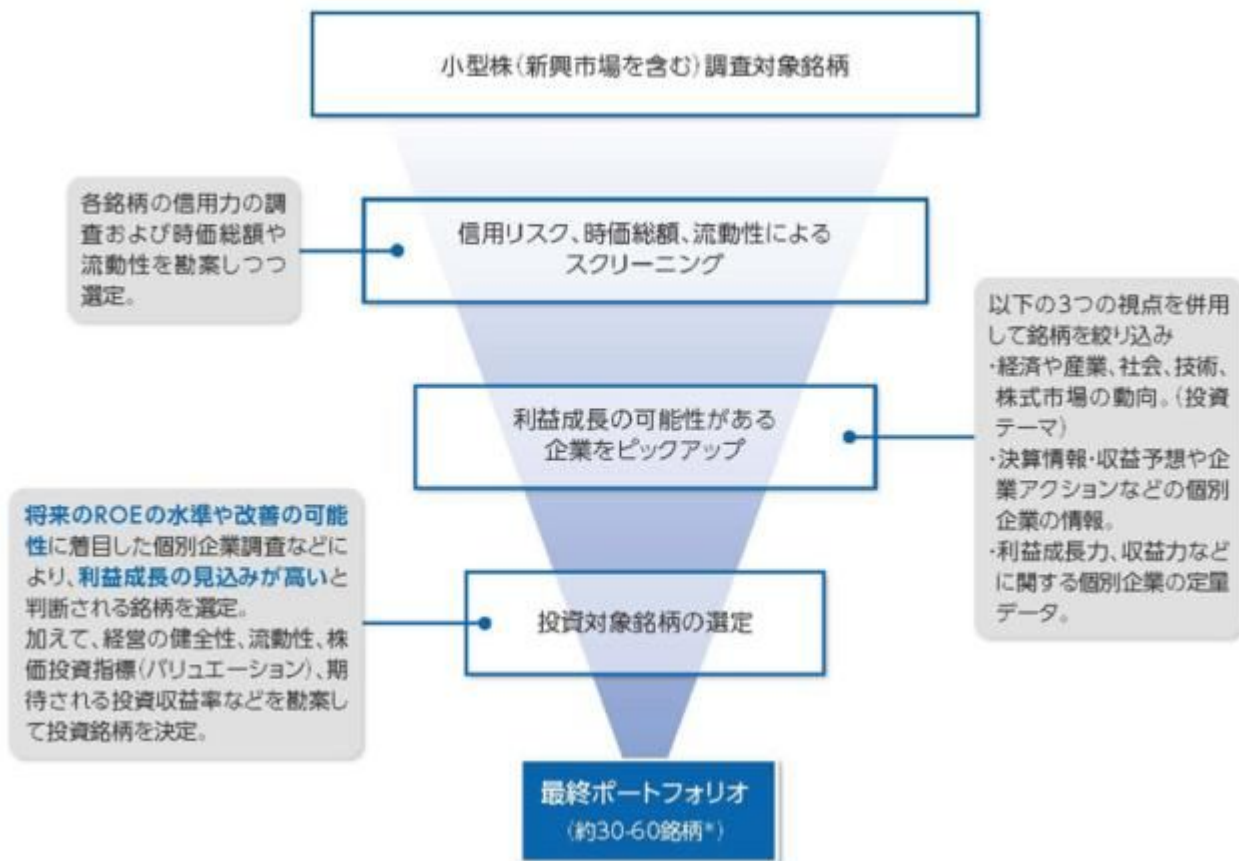 小型株(新興市場を含む)調査対象銘柄
各銘柄の信用力の調
査および時価総額や
流動性を勘案しつつ
選定。
信用リスク、時価総額、流動性による
スクリーニング
以下の3つの視点を併用
して銘柄を絞り込み
・経済や産業、社会、技術、
株式市場の動向。(投資
テーマ)
・決算情報・収益予想や企
業アクションなどの個別
企業の情報。
・利益成長力、収益力など
に関する個別企業の定量
データ。
利益成長の可能性がある
企業をピックアップ
将来のROEの水準や改善の可能
性に着目した個別企業調査などに
より、利益成長の見込みが高いと
判断される銘柄を選定。
加えて、経営の健全性、流動性、株
価投資指標(バリュエーション)、期
待される投資収益率などを勘案し
て投資銘柄を決定。
投資対象銘柄の選定
最終ポートフォリオ
(約30-60銘柄*)